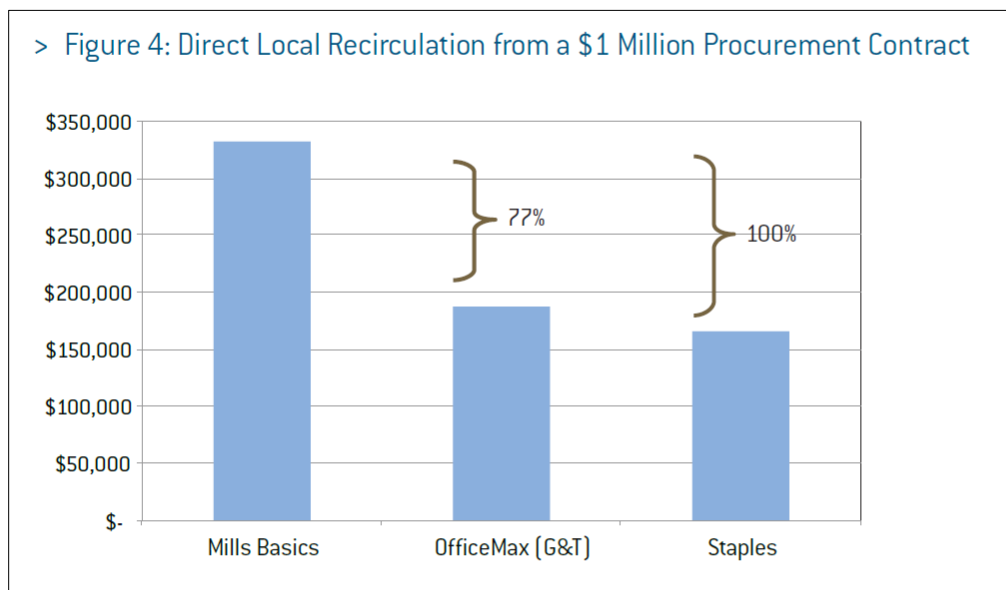 > Figure 4: Direct Local Recirculation from a $1 Million Procurement Contract
$350,000
$300,000
$250,000
$200,000
$150,000
$100,000
$50,000
$-
77%
100%
Mills Basics
OfficeMax (G&T)
Staples